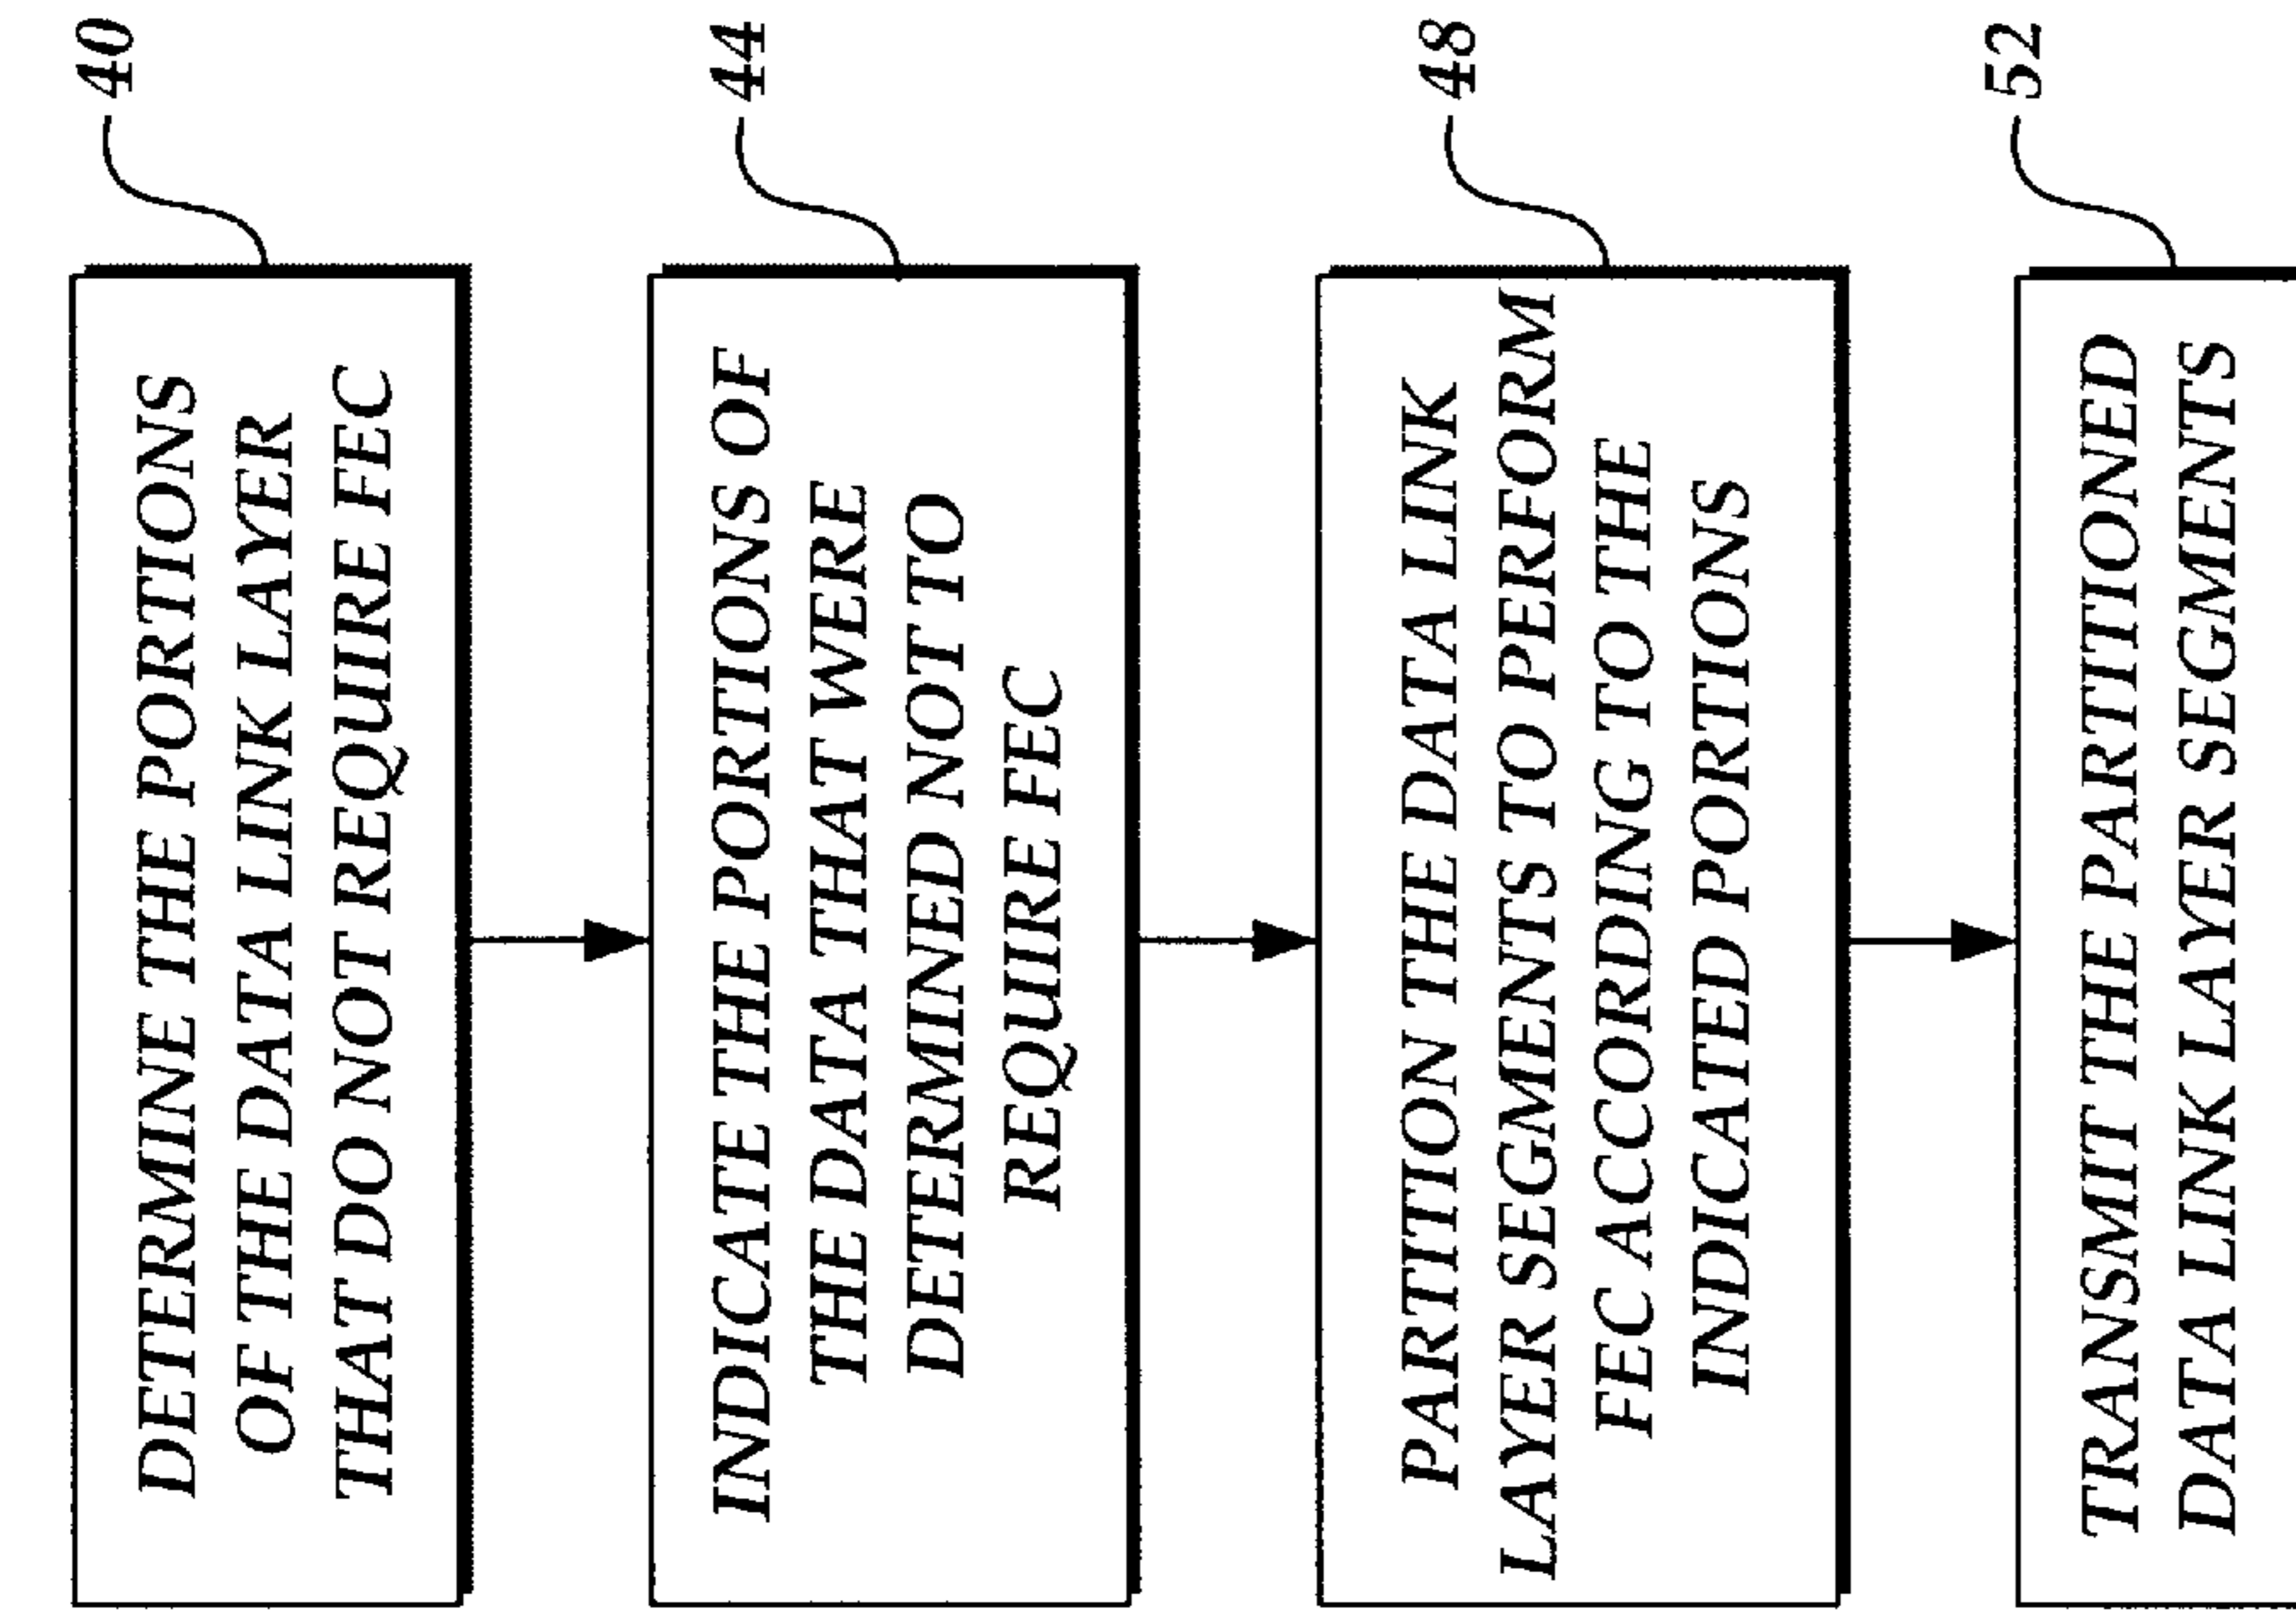 DETERMINE THE PORTIONS
OF THE DATA LINK LAYER
THAT DO NOT REQUIRE FEC
40
INDICATE THE PORTIONS OF
THE DATA THAT WERE
DETERMINED NOT TO
REQUIRE FEC
44
PARTITION THE DATA LINK
LAYER SEGMENTS TO PERFORM
FEC ACCORDING TO THE
INDICATED PORTIONS
48
TRANSMIT THE PARTITIONED
DATA LINK LAYER SEGMENTS
52